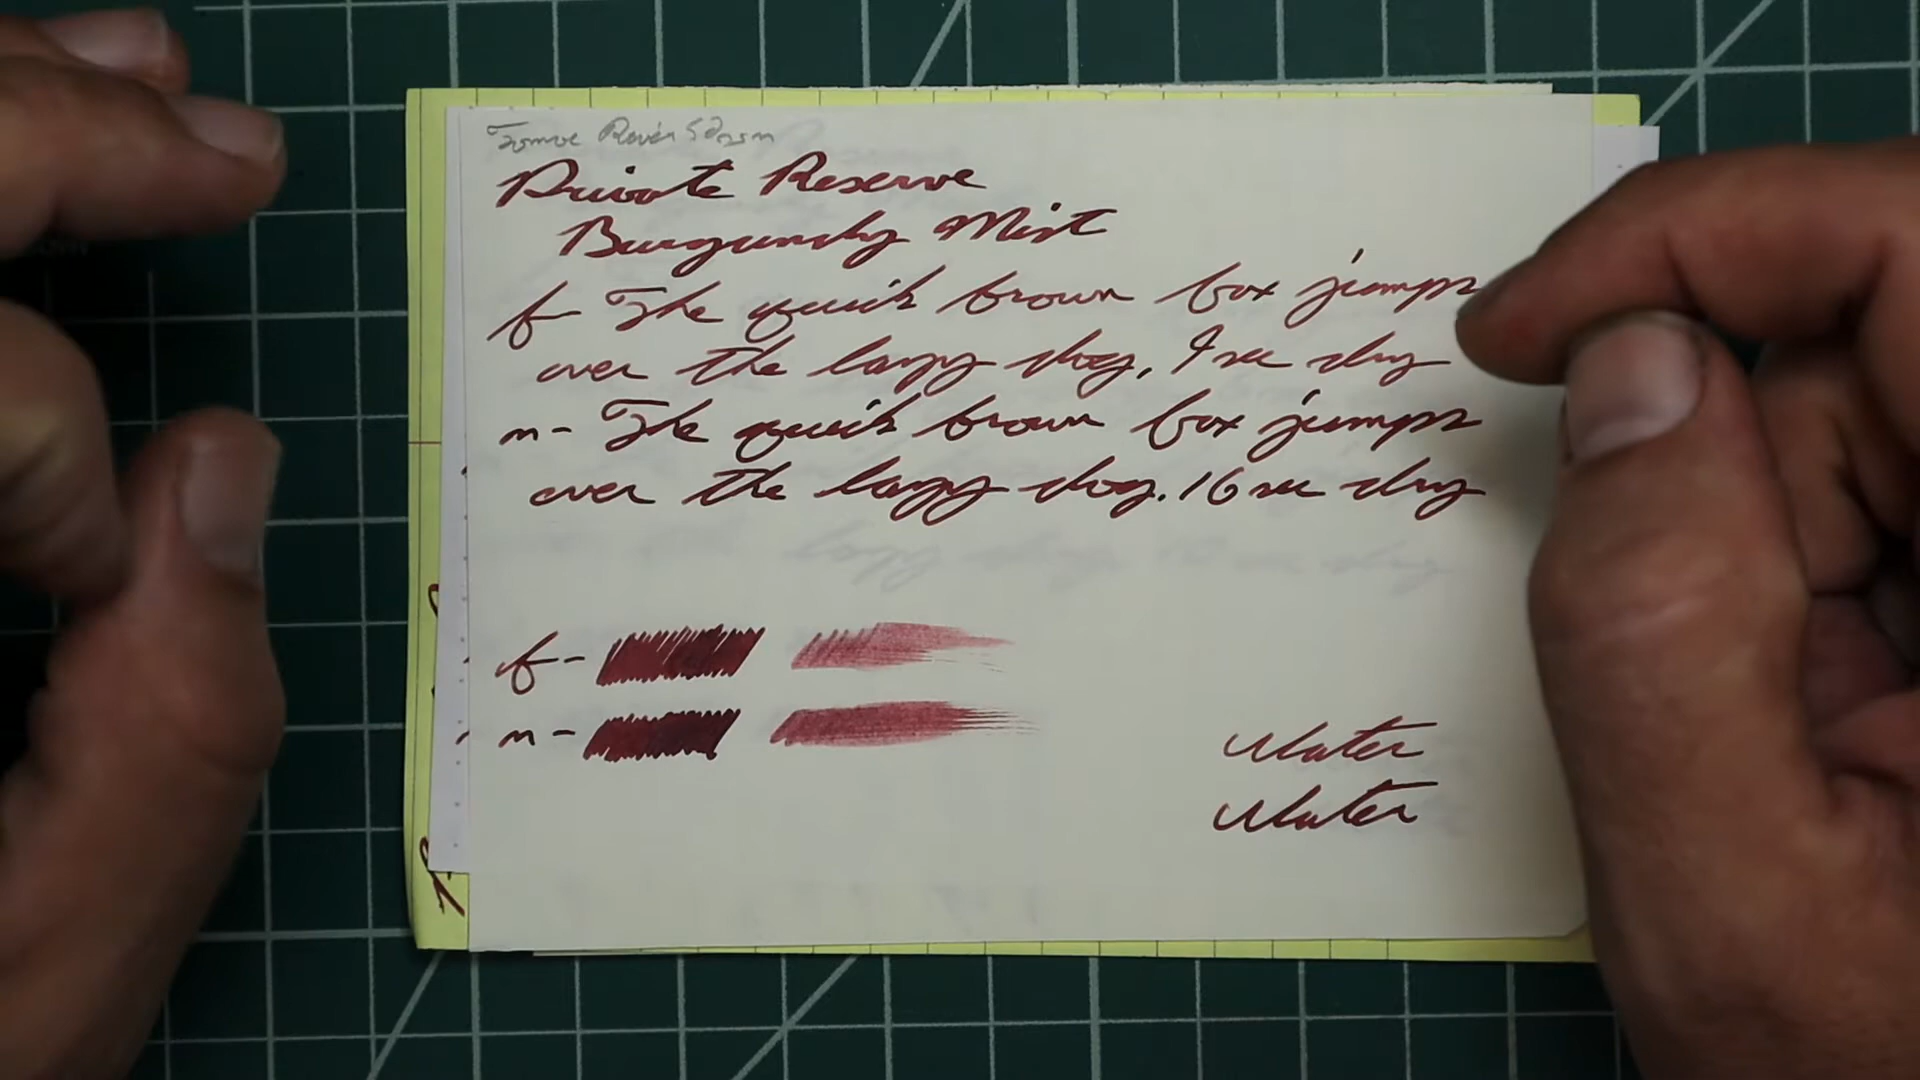 Tomoe River 52gsm
Private Reserve
Burgundy Mist
f- The quick brown fox jumps
over the lazy dog. 9 sec dry
m- The quick brown fox jumps
over the lazy dog. 16 sec dry
f-
m-
Water
Water